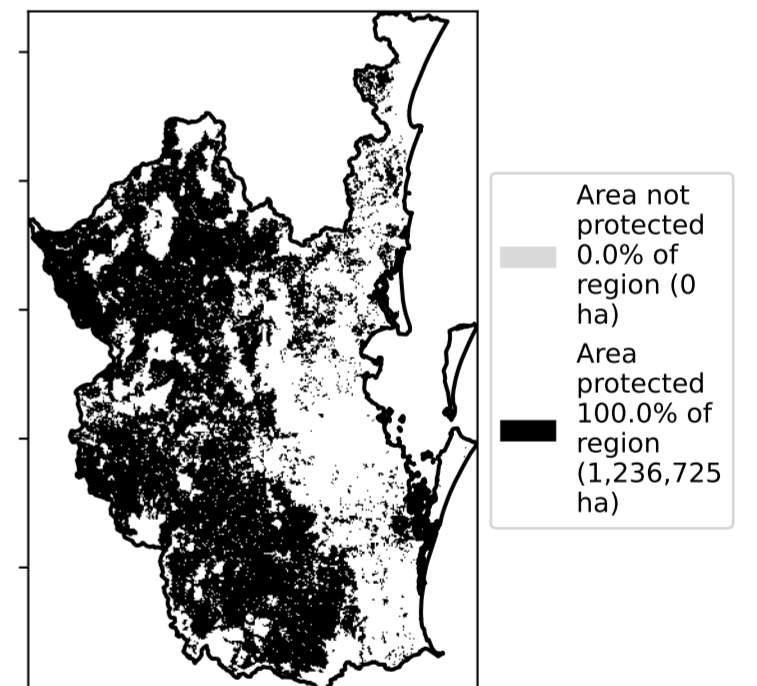 Area not
protected
0.0% of
region (0
ha)
Area
protected
100.0% of
region
(1,236,725
ha)